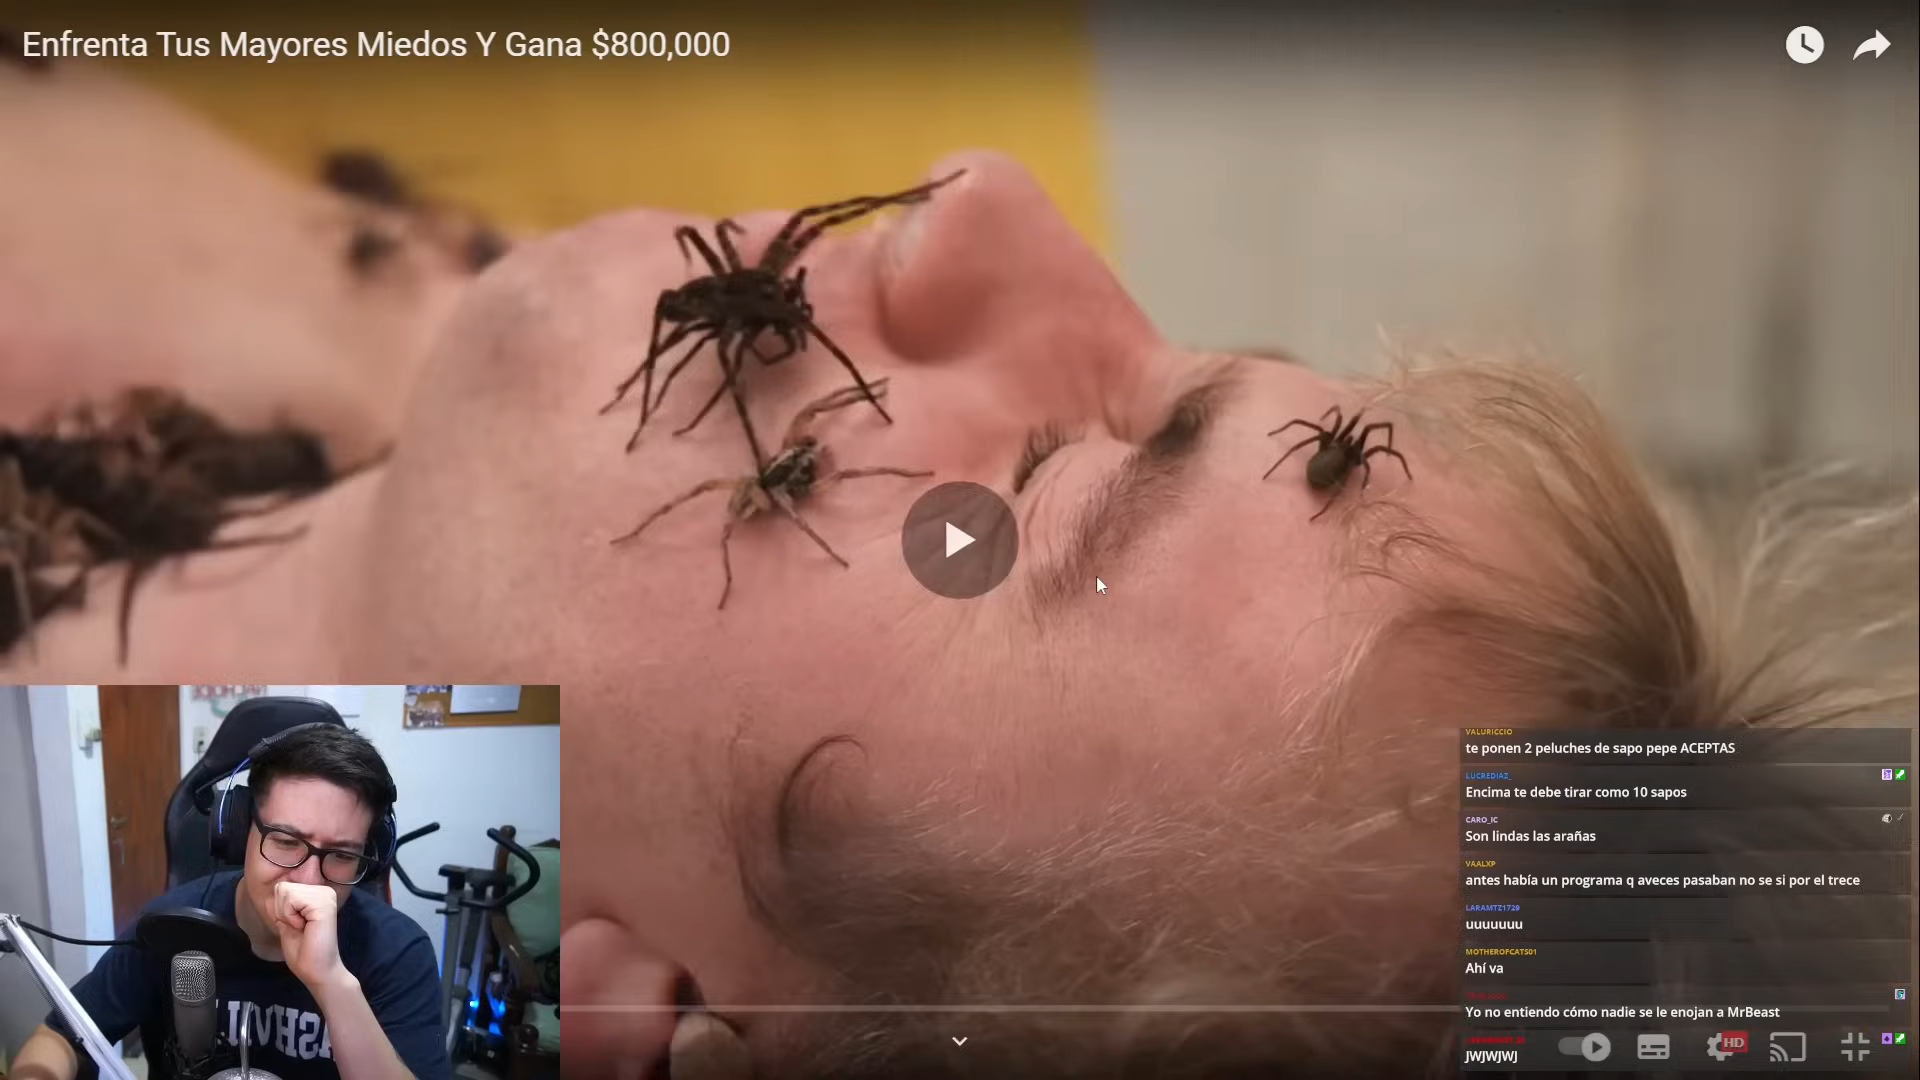 Enfrenta Tus Mayores Miedos Y Gana $800,000
VALURICCIO
te ponen 2 peluches de sapo pepe ACEPTAS
LUCREDIAZ_
Encima te debe tirar como 10 sapos
CARO_IC
Son lindas las arañas
VAALXP
antes había un programa q aveces pasaban no se si por el trece
LARAMTZ1729
uuuuuuu
MOTHEROFCATS01
Ahí va
Yo no entiendo cómo nadie se le enojan a MrBeast
JWJWJWJ
HD